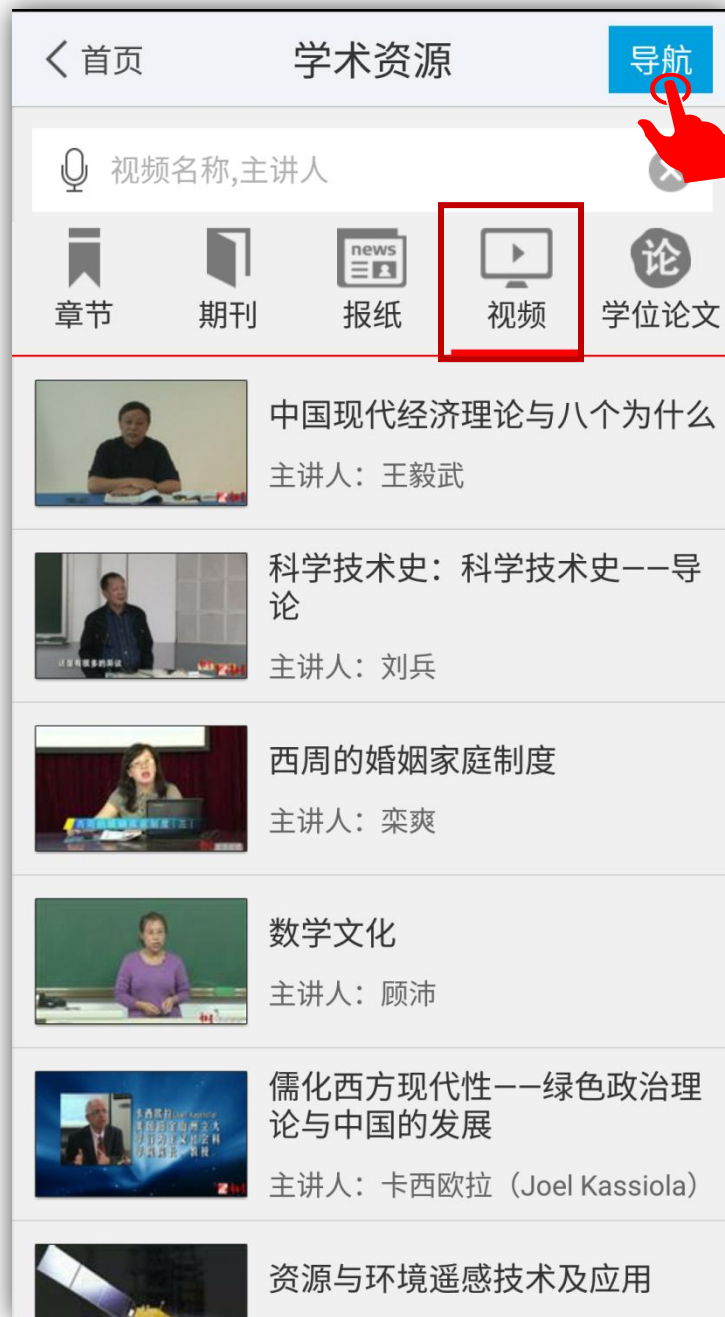 首页
学术资源
导航
视频名称,主讲人
news
章节
期刊
报纸
视频
论
学位论文
中国现代经济理论与八个为什么
主讲人：王毅武
科学技术史：科学技术史——导
论
主讲人：刘兵
西周的婚姻家庭制度
主讲人：栾爽
数学文化
主讲人：顾沛
儒化西方现代性——绿色政治理
论与中国的发展
主讲人：卡西欧拉（Joel Kassiola）
资源与环境遥感技术及应用